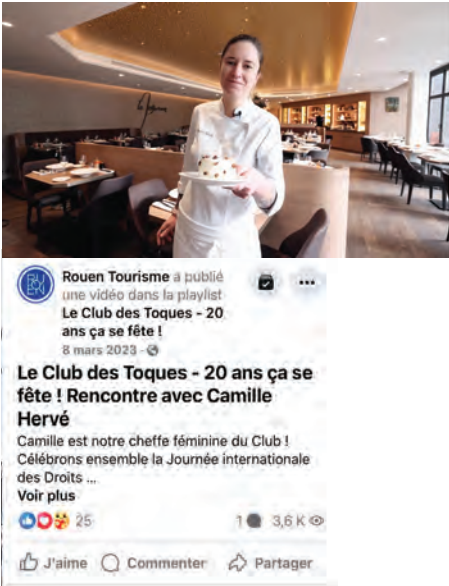 Rouen Tourisme a publié
une vidéo dans la playlist
Le Club des Toques - 20
ans ça se fête !
8 mars 2023 -
Le Club des Toques - 20 ans ça se
fête ! Rencontre avec Camille
Hervé
Camille est notre cheffe féminine du Club !
Célébrons ensemble la Journée internationale
des Droits ...
Voir plus
25
1
3,6 K
J'aime
Commenter
Partager